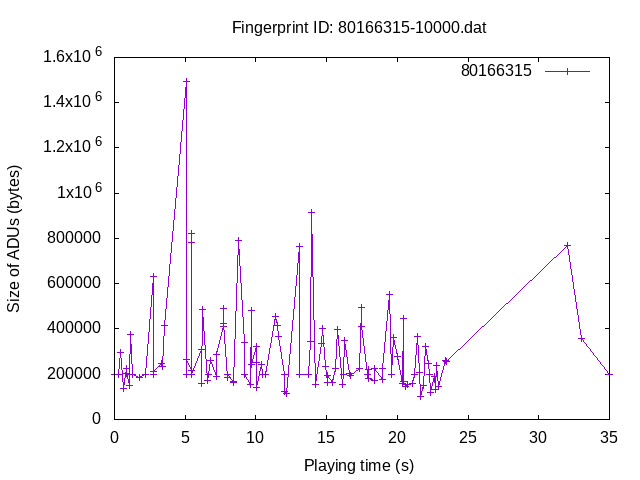 Fingerprint ID: 80166315-10000.dat
80166315
Size of ADUs (bytes)
1.6x10^6
1.4x10^6
1.2x10^6
1x10^6
800000
600000
400000
200000
0
0 5 10 15 20 25 30 35
Playing time (s)